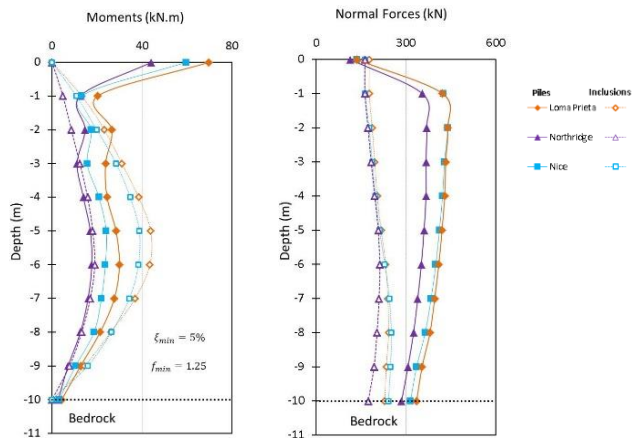 Moments (kN.m)
0 40 80
0
-1
-2
-3
-4
-5
-6
-7
-8
-9
-10
-11
Depth (m)
ξmin = 5%
fmin = 1.25
Bedrock
Normal Forces (kN)
0 300 600
0
-1
-2
-3
-4
-5
-6
-7
-8
-9
-10
-11
Depth (m)
Bedrock
Piles Inclusions
Loma Prieta
Northridge
Nice